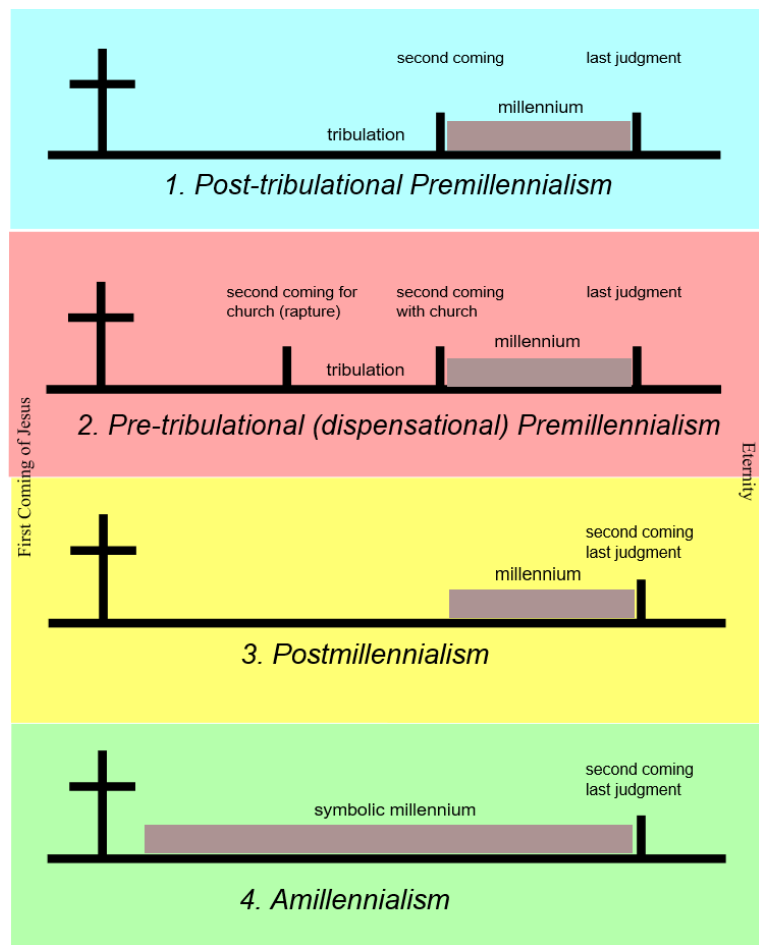 second coming
last judgment
millennium
tribulation
1. Post-tribulational Premillennialism
second coming for
church (rapture)
second coming
with church
last judgment
millennium
tribulation
2. Pre-tribulational (dispensational) Premillennialism
First Coming of Jesus
Eternity
second coming
last judgment
millennium
3. Postmillennialism
second coming
last judgment
symbolic millennium
4. Amillennialism